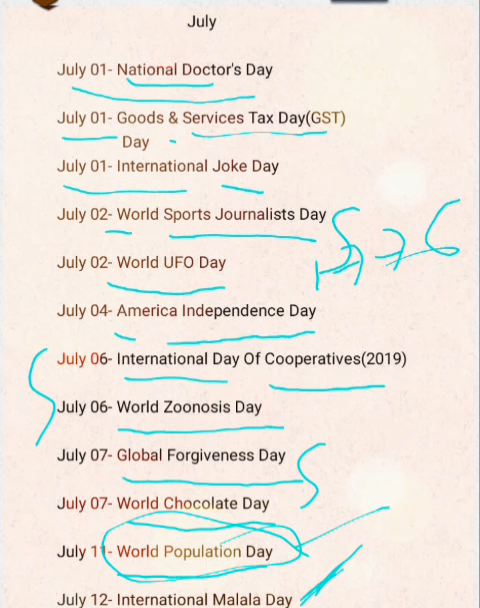 July
July 01- National Doctor's Day
July 01- Goods & Services Tax Day(GST)
Day
July 01- International Joke Day
July 02- World Sports Journalists Day
July 02- World UFO Day
1776
July 04- America Independence Day
July 06- International Day Of Cooperatives(2019)
July 06- World Zoonosis Day
July 07- Global Forgiveness Day
July 07- World Chocolate Day
July 11- World Population Day
July 12- International Malala Day